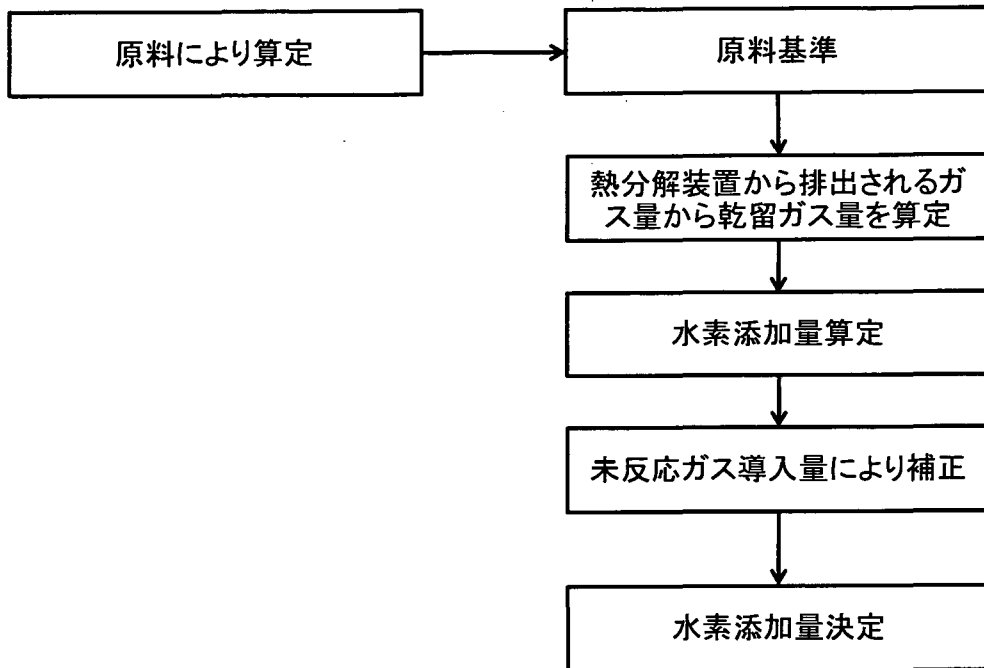 原料により算定
原料基準
熱分解装置から排出されるガ
ス量から乾留ガス量を算定
水素添加量算定
未反応ガス導入量により補正
水素添加量決定